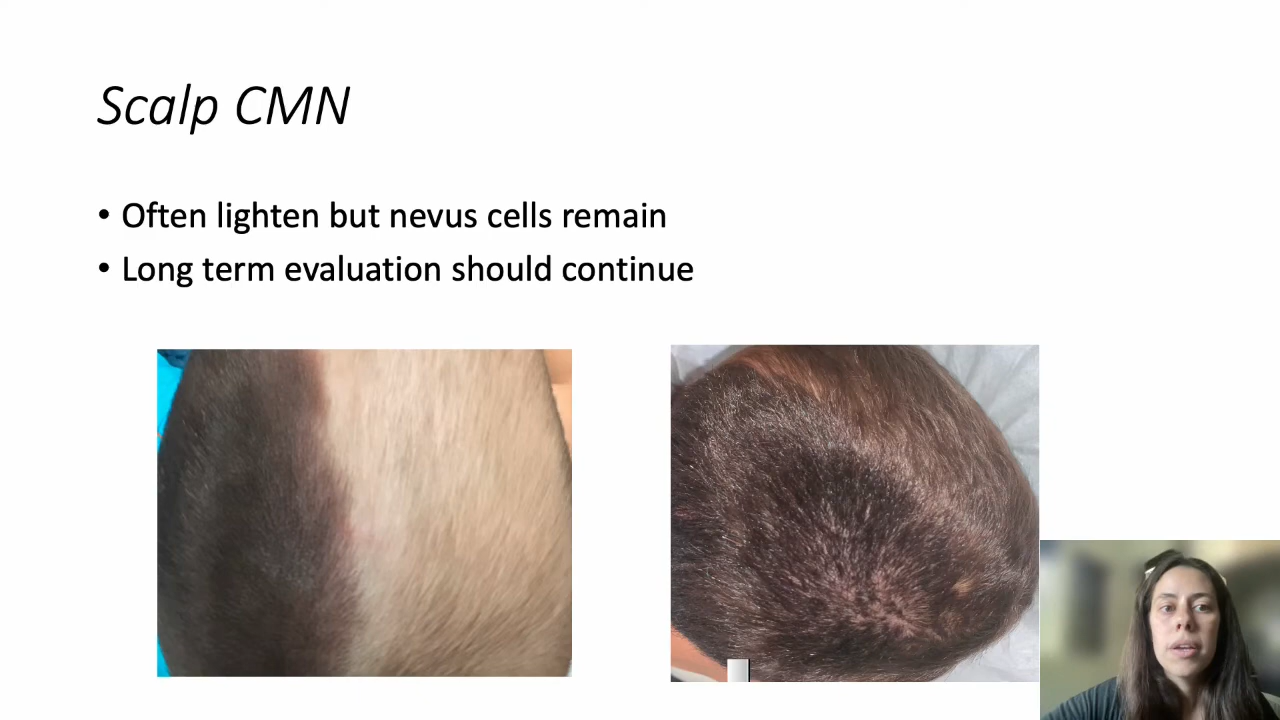 Scalp CMN
• Often lighten but nevus cells remain
• Long term evaluation should continue